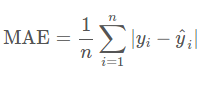 MAE = \frac{1}{n} \sum_{i=1}^{n} |y_i - \hat{y}_i|